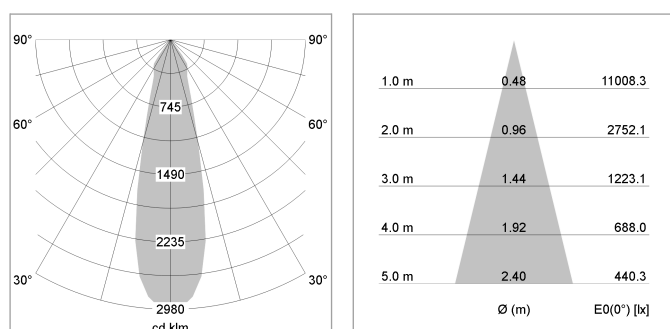 90° 90°
745
60° 60°
1490
2235
30° 30°
2980
cd klm
1.0 m 0.48 11008.3
2.0 m 0.96 2752.1
3.0 m 1.44 1223.1
4.0 m 1.92 688.0
5.0 m 2.40 440.3
Ø (m) E0(0°) [lx]